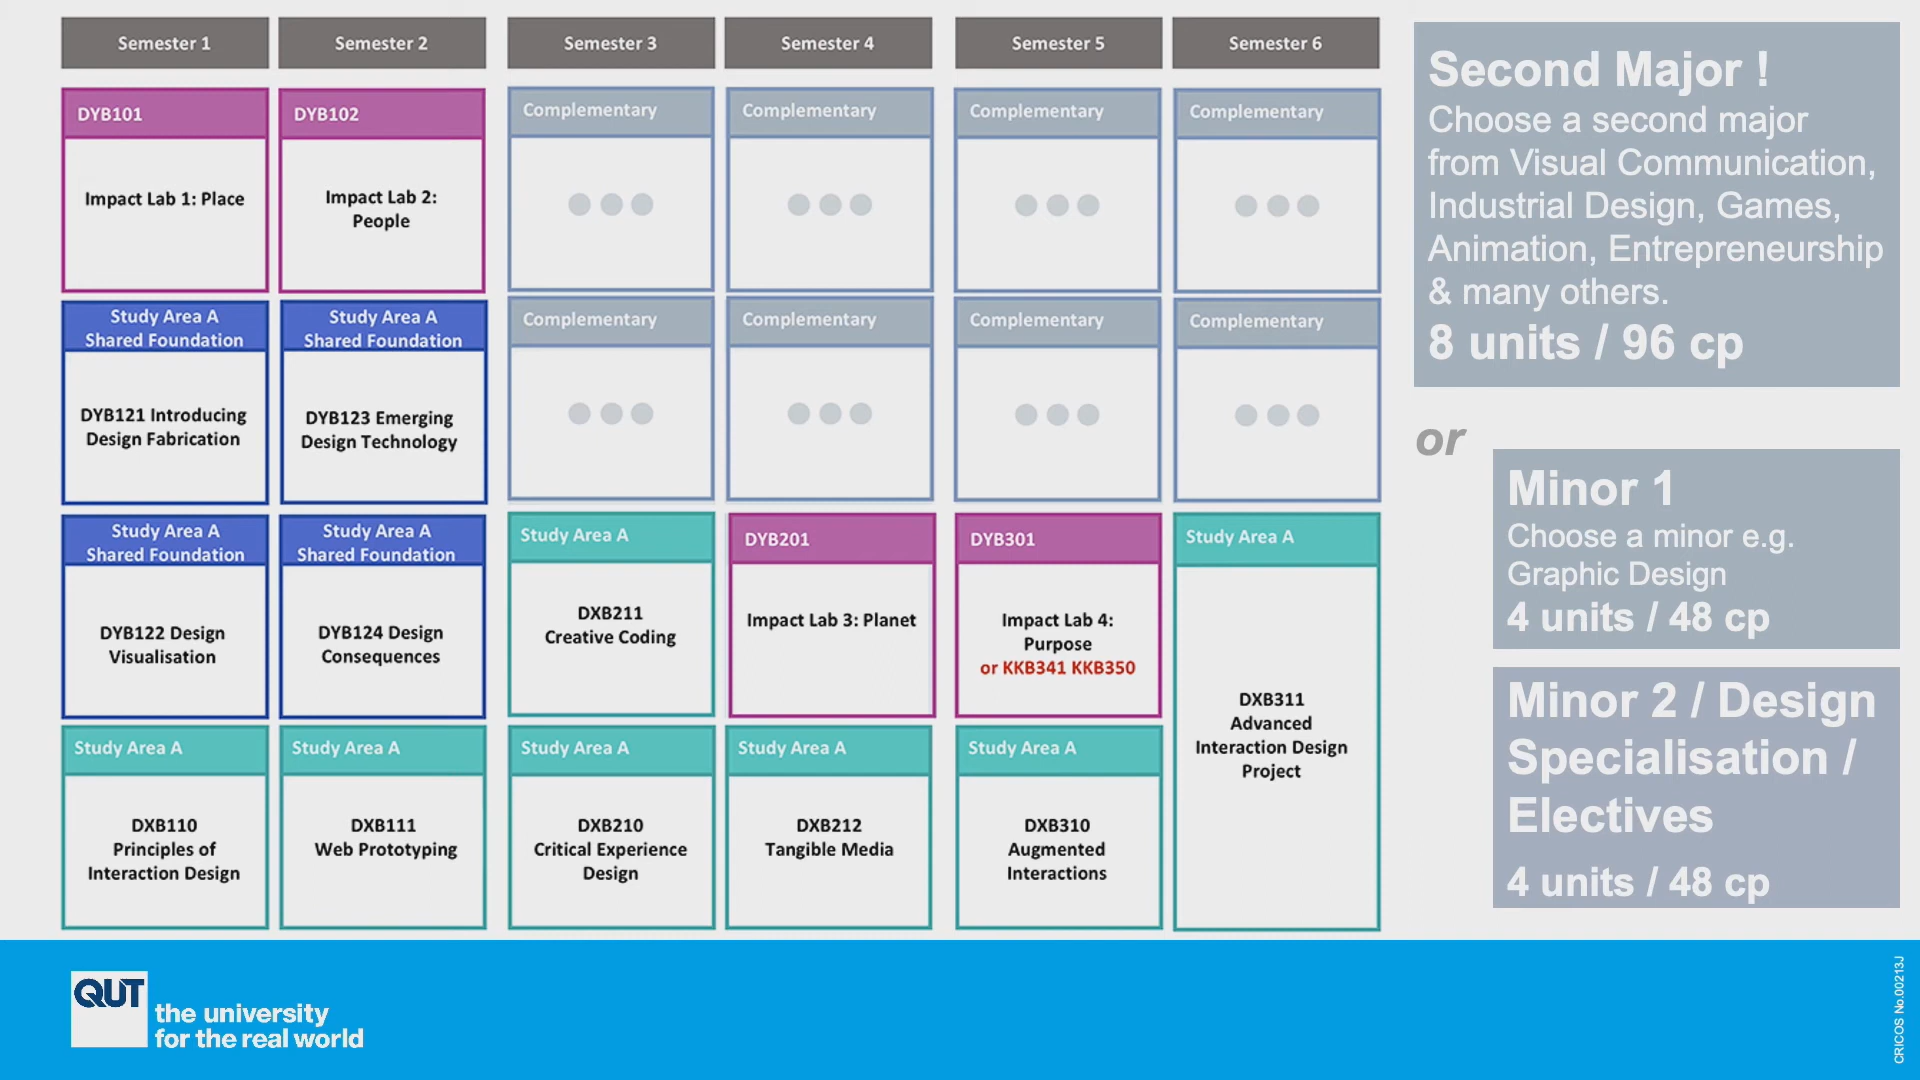 Semester 1
Semester 2
Semester 3
Semester 4
Semester 5
Semester 6
DYB101
Impact Lab 1: Place
DYB102
Impact Lab 2:
People
Complementary
Complementary
Complementary
Complementary
Study Area A
Shared Foundation
DYB121 Introducing
Design Fabrication
Study Area A
Shared Foundation
DYB123 Emerging
Design Technology
Complementary
Complementary
Complementary
Complementary
Study Area A
Shared Foundation
DYB122 Design
Visualisation
Study Area A
Shared Foundation
DYB124 Design
Consequences
Study Area A
DXB211
Creative Coding
DYB201
Impact Lab 3: Planet
DYB301
Impact Lab 4:
Purpose
or KKB341 KKB350
Study Area A
DXB311
Advanced
Interaction Design
Project
Study Area A
DXB110
Principles of
Interaction Design
Study Area A
DXB111
Web Prototyping
Study Area A
DXB210
Critical Experience
Design
Study Area A
DXB212
Tangible Media
Study Area A
DXB310
Augmented
Interactions
Second Major !
Choose a second major
from Visual Communication,
Industrial Design, Games,
Animation, Entrepreneurship
& many others.
8 units / 96 cp
or
Minor 1
Choose a minor e.g.
Graphic Design
4 units / 48 cp
Minor 2 / Design
Specialisation /
Electives
4 units / 48 cp
QUT
the university
for the real world
CRICOS No.00213J